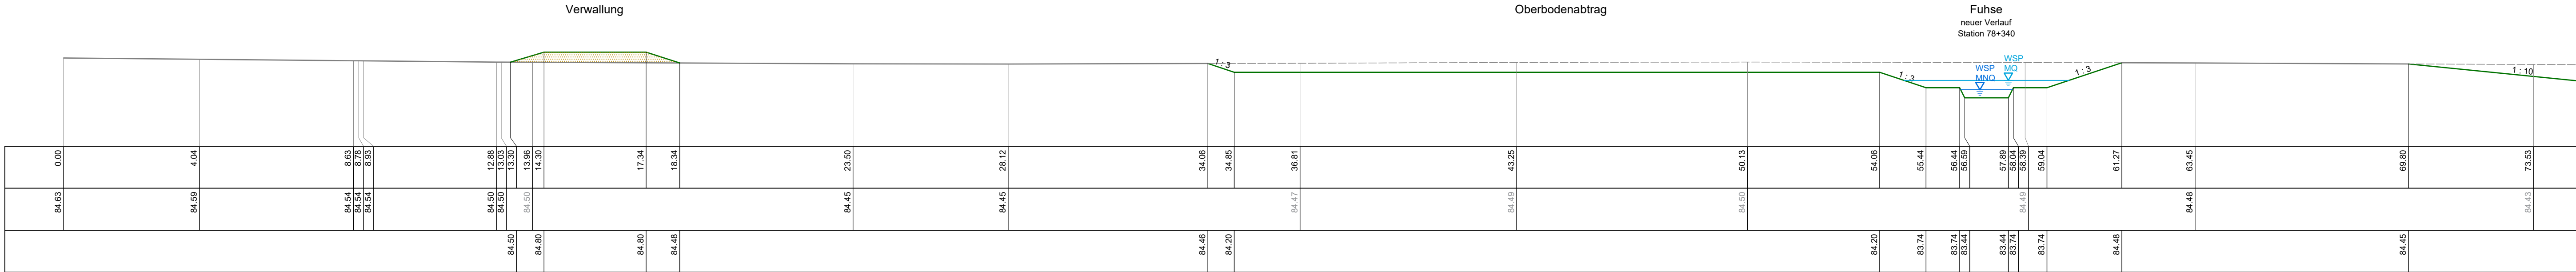 Verwallung
Oberbodenabtrag
Fuhse
neuer Verlauf
Station 78+340
1 : 3
1 : 3
WSP
MNQ
WSP
MQ
1 : 3
1 : 10
0.00 4.04 8.63 8.78 8.93 12.88 13.03 13.30 13.96 14.30 17.34 18.34 23.50 28.12 34.06 34.85 36.81 43.25 50.13 54.06 55.44 56.44 56.59 57.89 58.04 58.39 59.04 61.27 63.45 69.80 73.53
84.63 84.59 84.54 84.54 84.54 84.50 84.50 84.50 84.45 84.45 84.47 84.49 84.50 84.49 84.48 84.43
84.50 84.80 84.80 84.48 84.46 84.20 84.20 83.74 83.74 83.44 83.44 83.74 83.74 84.48 84.45